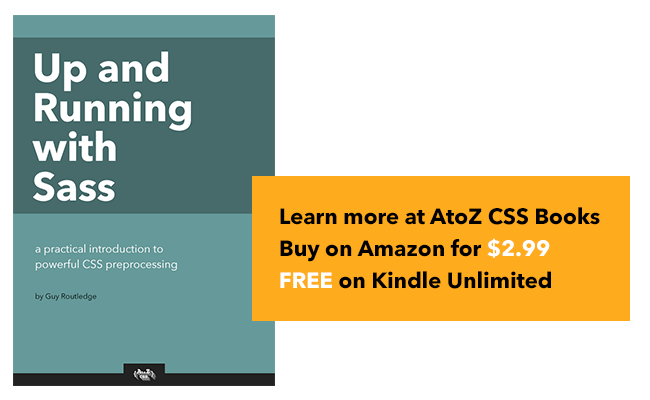 Up and
Running
with
Sass
a practical introduction to
powerful CSS preprocessing
by Guy Routledge
Learn more at AtoZ CSS Books
Buy on Amazon for $2.99
FREE on Kindle Unlimited